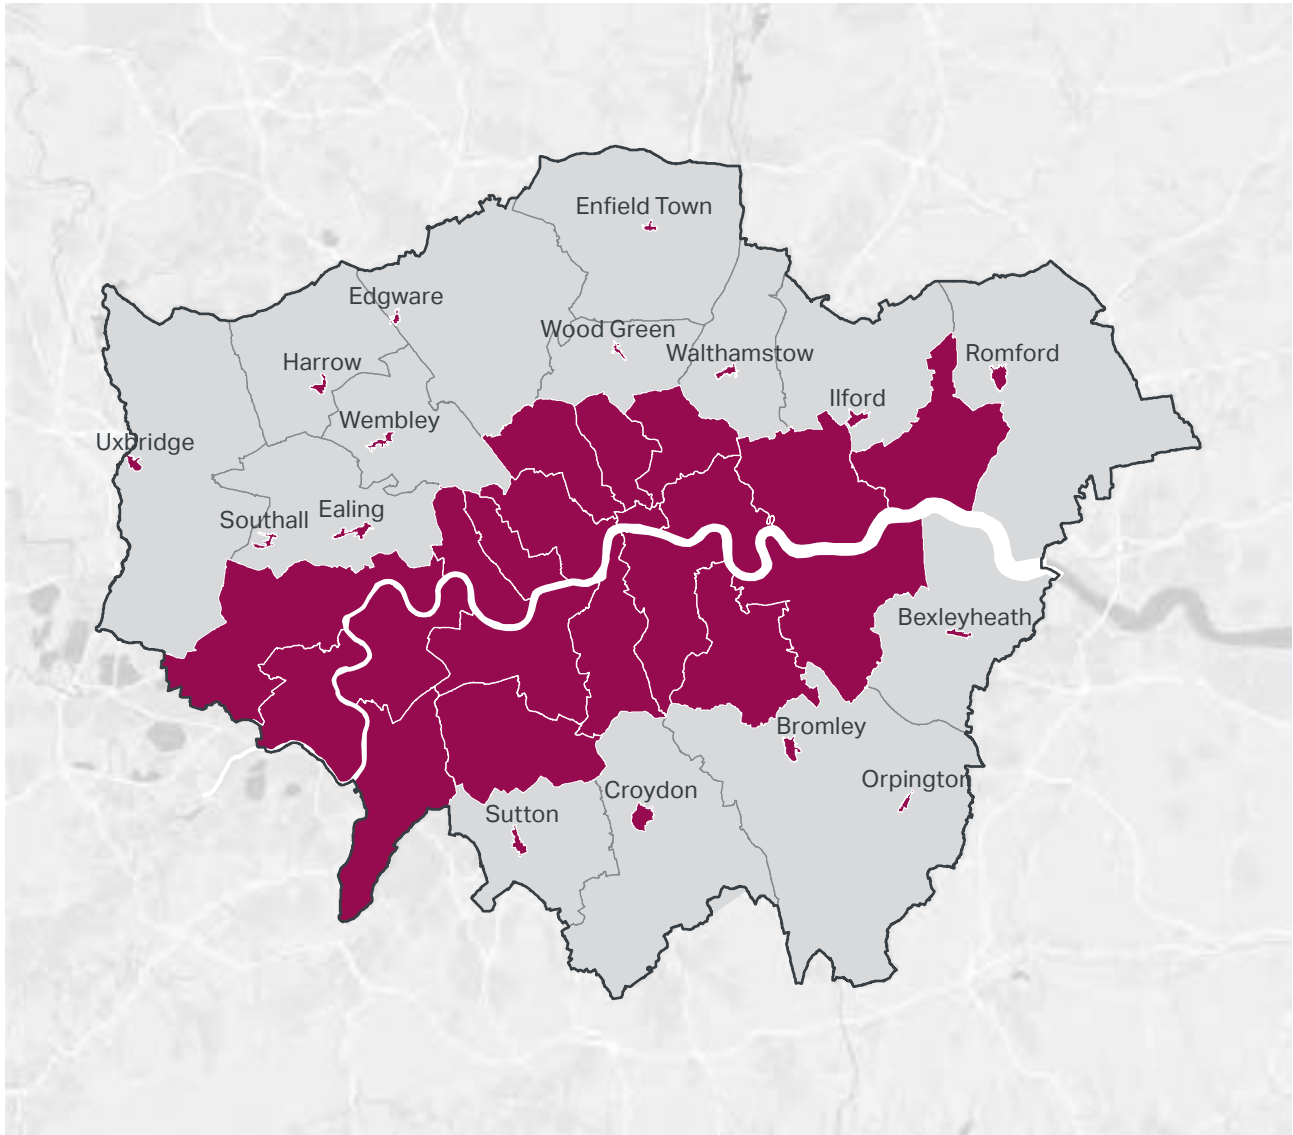 Enfield Town
Edgware
Wood Green
Harrow
Walthamstow
Romford
Ilford
Wembley
Uxbridge
Southall
Ealing
Bexleyheath
Bromley
Orpington
Croydon
Sutton